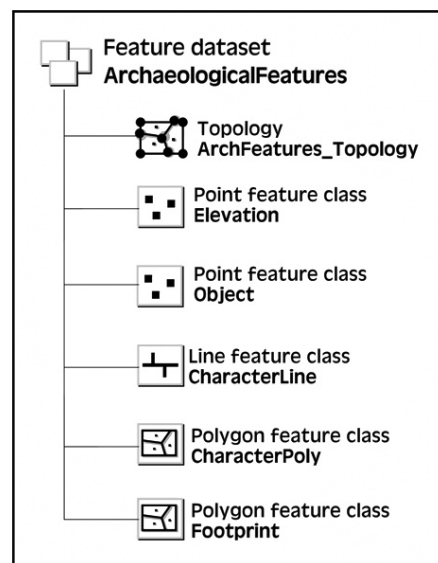 Feature dataset
ArchaeologicalFeatures
Topology
ArchFeatures_Topology
Point feature class
Elevation
Point feature class
Object
Line feature class
CharacterLine
Polygon feature class
CharacterPoly
Polygon feature class
Footprint